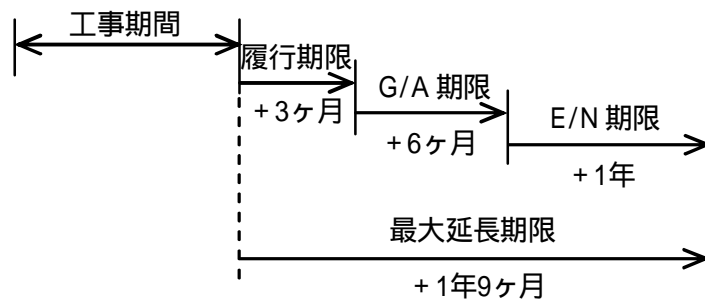 工事期間
履行期限
+3ヶ月
G/A 期限
+6ヶ月
E/N 期限
+1年
最大延長期限
+1年9ヶ月